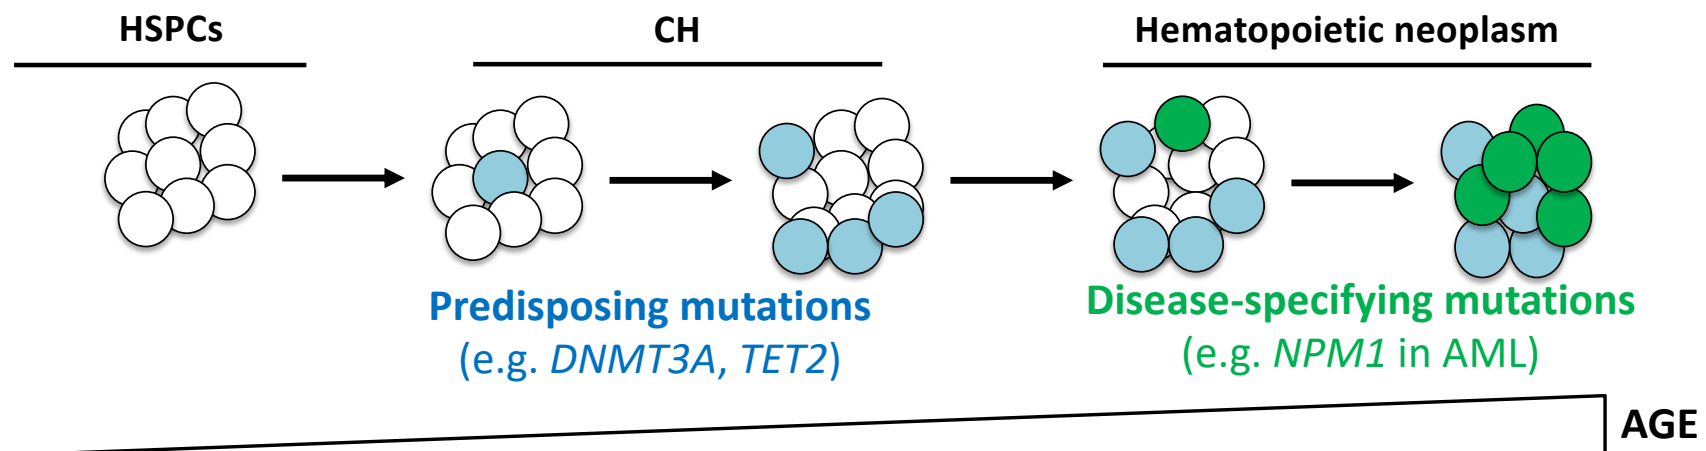 HSPCs
CH
Hematopoietic neoplasm
Predisposing mutations
(e.g. DNMT3A, TET2)
Disease-specifying mutations
(e.g. NPM1 in AML)
AGE